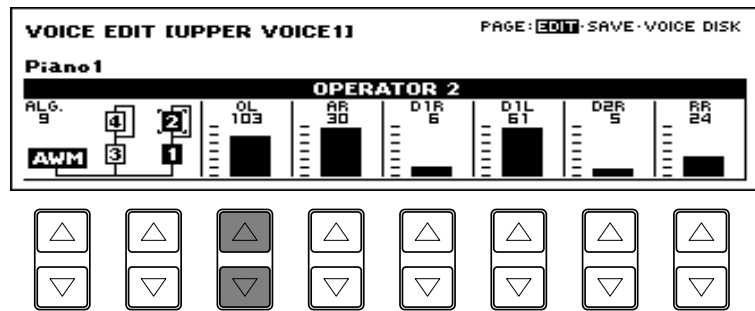 VOICE EDIT [UPPER VOICE1] PAGE:EDIT·SAVE·VOICE DISK
Piano1
OPERATOR 2
ALG. OL AR D1R D1L D2R RR
9 103 30 6 61 5 24
4 2
AWM 3 1